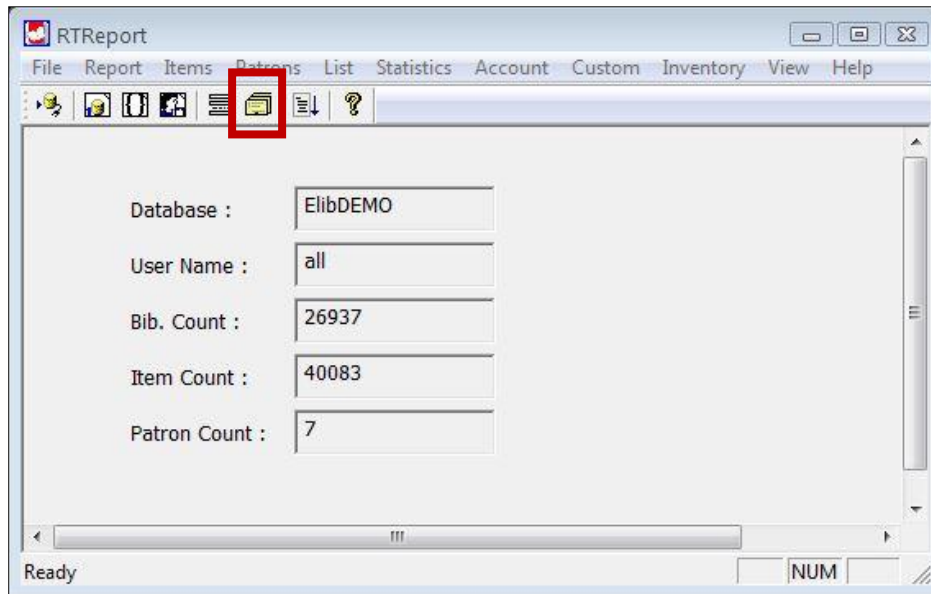 RTReport
File Report Items Patrons List Statistics Account Custom Inventory View Help
Database : ElibDEMO
User Name : all
Bib. Count : 26937
Item Count : 40083
Patron Count : 7
Ready NUM